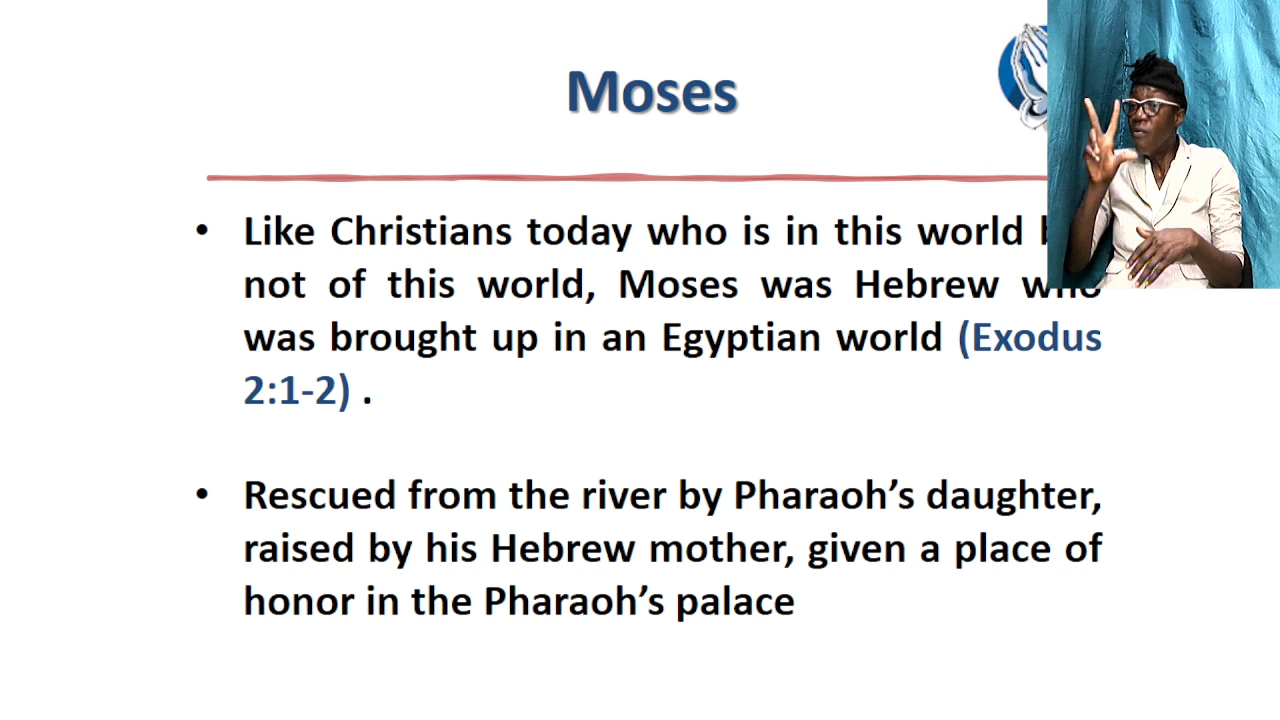 Moses
• Like Christians today who is in this world
not of this world, Moses was Hebrew who
was brought up in an Egyptian world (Exodus
2:1-2) .
• Rescued from the river by Pharaoh’s daughter,
raised by his Hebrew mother, given a place of
honor in the Pharaoh’s palace